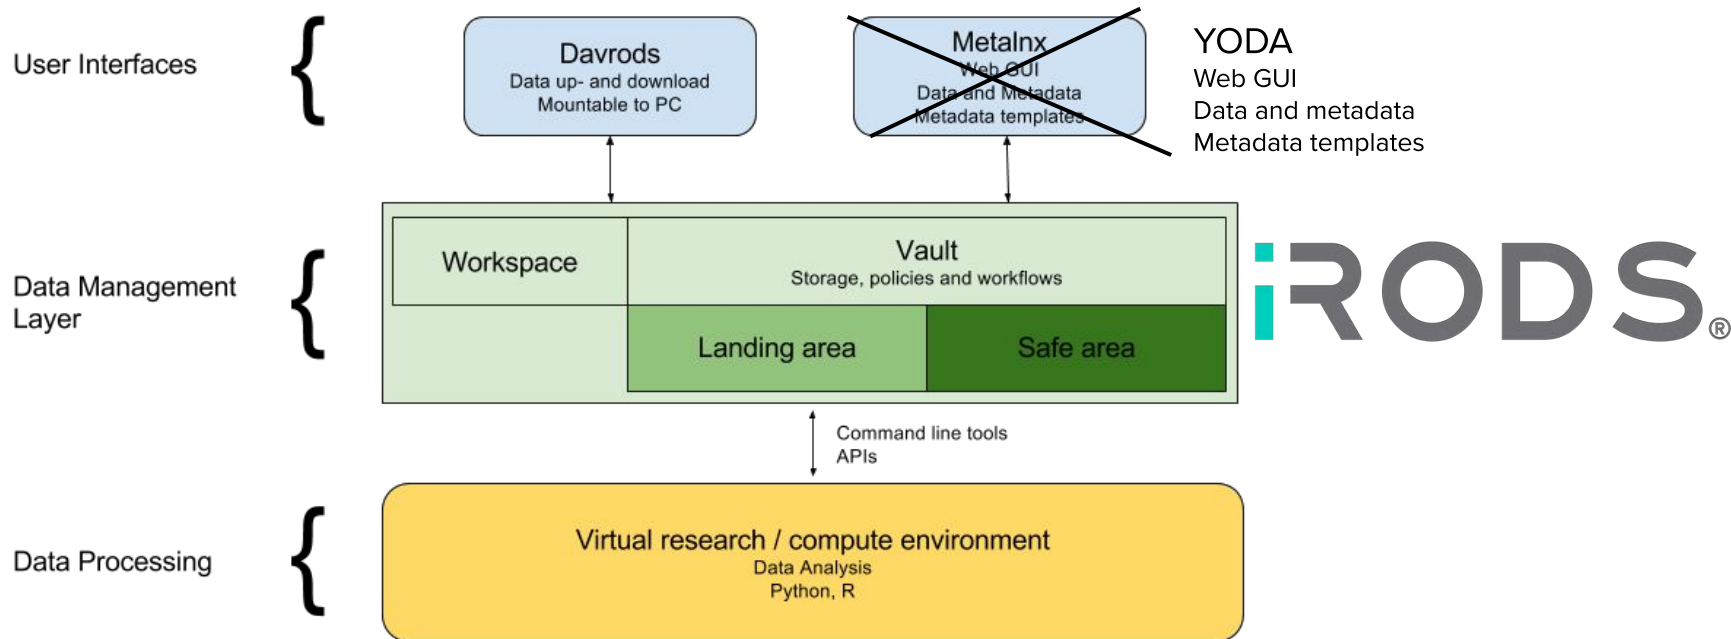 User Interfaces
Davrods
Data up- and download
Mountable to PC
Metalnx
Web GUI
Data and Metadata
Metadata templates
YODA
Web GUI
Data and metadata
Metadata templates
Data Management
Layer
Workspace
Vault
Storage, policies and workflows
Landing area
Safe area
iRODS®
Command line tools
APIs
Data Processing
Virtual research / compute environment
Data Analysis
Python, R